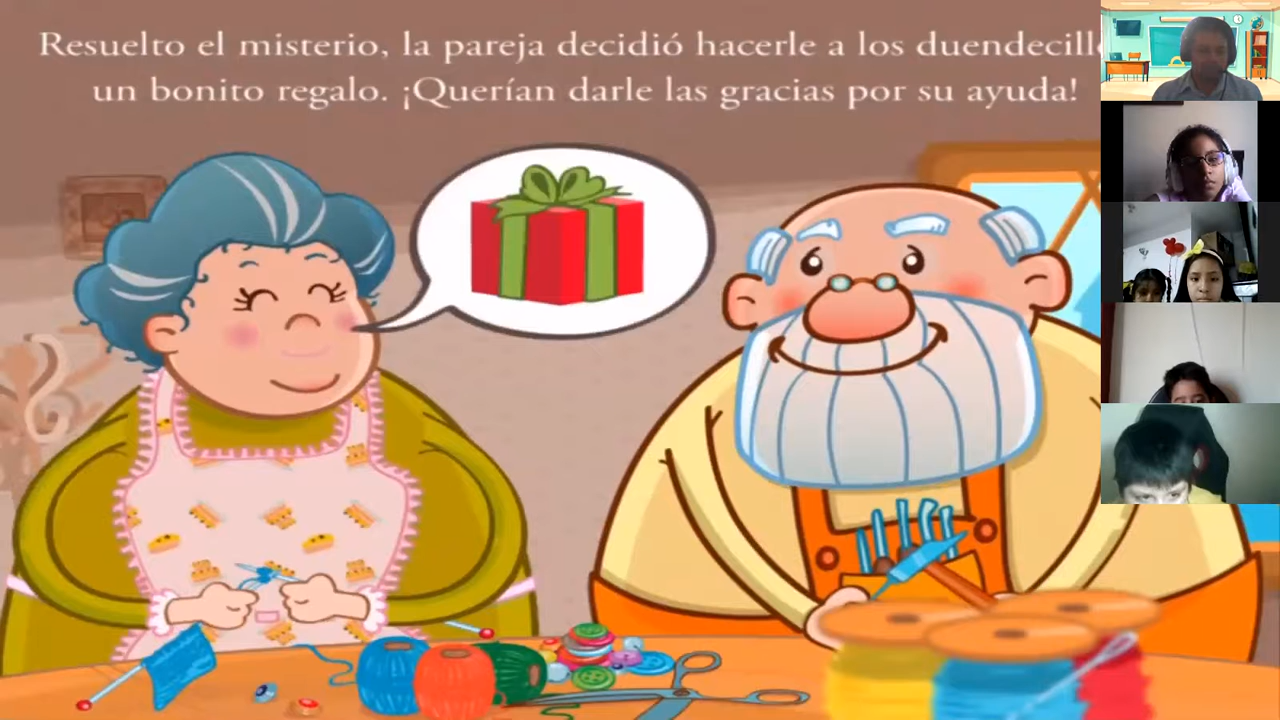 Resuelto el misterio, la pareja decidió hacerle a los
un bonito regalo. ¡Querían darle las gracias por su ayuda!